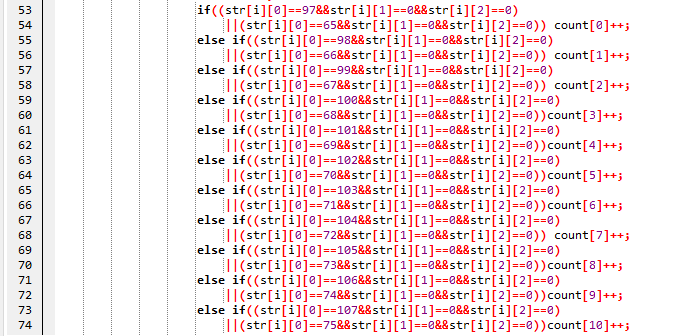 53 if((str[i][0]==97&&str[i][1]==0&&str[i][2]==0)
54 ||(str[i][0]==65&&str[i][1]==0&&str[i][2]==0)) count[0]++;
55 else if((str[i][0]==98&&str[i][1]==0&&str[i][2]==0)
56 ||(str[i][0]==66&&str[i][1]==0&&str[i][2]==0)) count[1]++;
57 else if((str[i][0]==99&&str[i][1]==0&&str[i][2]==0)
58 ||(str[i][0]==67&&str[i][1]==0&&str[i][2]==0)) count[2]++;
59 else if((str[i][0]==100&&str[i][1]==0&&str[i][2]==0)
60 ||(str[i][0]==68&&str[i][1]==0&&str[i][2]==0))count[3]++;
61 else if((str[i][0]==101&&str[i][1]==0&&str[i][2]==0)
62 ||(str[i][0]==69&&str[i][1]==0&&str[i][2]==0))count[4]++;
63 else if((str[i][0]==102&&str[i][1]==0&&str[i][2]==0)
64 ||(str[i][0]==70&&str[i][1]==0&&str[i][2]==0))count[5]++;
65 else if((str[i][0]==103&&str[i][1]==0&&str[i][2]==0)
66 ||(str[i][0]==71&&str[i][1]==0&&str[i][2]==0))count[6]++;
67 else if((str[i][0]==104&&str[i][1]==0&&str[i][2]==0)
68 ||(str[i][0]==72&&str[i][1]==0&&str[i][2]==0)) count[7]++;
69 else if((str[i][0]==105&&str[i][1]==0&&str[i][2]==0)
70 ||(str[i][0]==73&&str[i][1]==0&&str[i][2]==0))count[8]++;
71 else if((str[i][0]==106&&str[i][1]==0&&str[i][2]==0)
72 ||(str[i][0]==74&&str[i][1]==0&&str[i][2]==0))count[9]++;
73 else if((str[i][0]==107&&str[i][1]==0&&str[i][2]==0)
74 ||(str[i][0]==75&&str[i][1]==0&&str[i][2]==0))count[10]++;